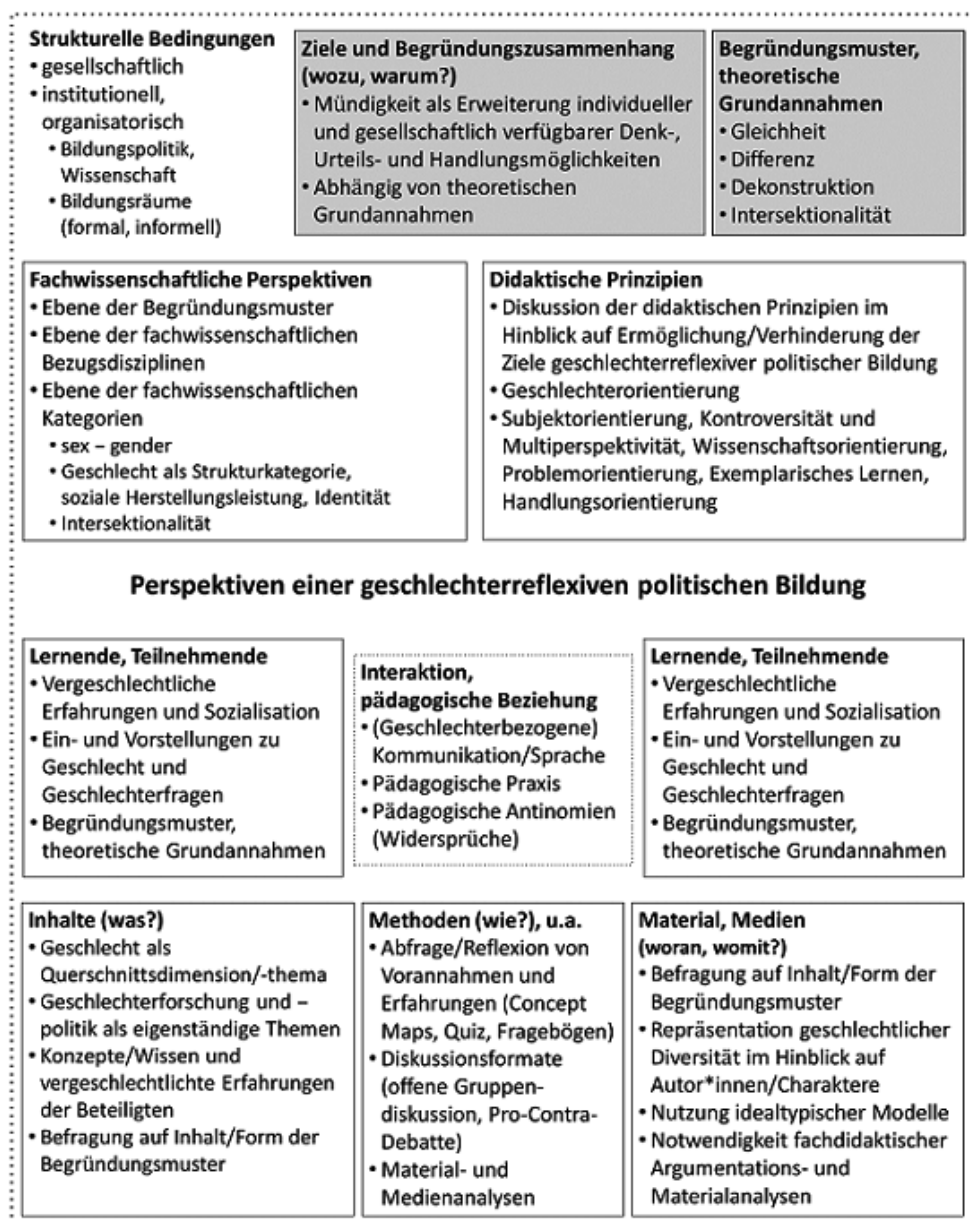 Strukturelle Bedingungen
• gesellschaftlich
• institutionell,
organisatorisch
• Bildungspolitik,
Wissenschaft
• Bildungsräume
(formal, informell)
Ziele und Begründungszusammenhang
(wozu, warum?)
• Mündigkeit als Erweiterung individueller
und gesellschaftlich verfügbarer Denk-,
Urteils- und Handlungsmöglichkeiten
• Abhängig von theoretischen
Grundannahmen
Begründungsmuster,
theoretische
Grundannahmen
• Gleichheit
• Differenz
• Dekonstruktion
• Intersektionalität
Fachwissenschaftliche Perspektiven
• Ebene der Begründungsmuster
• Ebene der fachwissenschaftlichen
Bezugsdisziplinen
• Ebene der fachwissenschaftlichen
Kategorien
• sex – gender
• Geschlecht als Strukturkategorie,
soziale Herstellungsleistung, Identität
• Intersektionalität
Didaktische Prinzipien
• Diskussion der didaktischen Prinzipien im
Hinblick auf Ermöglichung/Verhinderung der
Ziele geschlechterreflexiver politischer Bildung
• Geschlechterorientierung
• Subjektorientierung, Kontroversität und
Multiperspektivität, Wissenschaftsorientierung,
Problemorientierung, Exemplarisches Lernen,
Handlungsorientierung
Perspektiven einer geschlechterreflexiven politischen Bildung
Lernende, Teilnehmende
• Vergeschlechtliche
Erfahrungen und Sozialisation
• Ein- und Vorstellungen zu
Geschlecht und
Geschlechterfragen
• Begründungsmuster,
theoretische Grundannahmen
Interaktion,
pädagogische Beziehung
• (Geschlechterbezogene)
Kommunikation/Sprache
• Pädagogische Praxis
• Pädagogische Antinomien
(Widersprüche)
Lernende, Teilnehmende
• Vergeschlechtliche
Erfahrungen und Sozialisation
• Ein- und Vorstellungen zu
Geschlecht und
Geschlechterfragen
• Begründungsmuster,
theoretische Grundannahmen
Inhalte (was?)
• Geschlecht als
Querschnittsdimension/-thema
• Geschlechterforschung und –
politik als eigenständige Themen
• Konzepte/Wissen und
vergeschlechtlichte Erfahrungen
der Beteiligten
• Befragung auf Inhalt/Form der
Begründungsmuster
Methoden (wie?), u.a.
• Abfrage/Reflexion von
Vorannahmen und
Erfahrungen (Concept
Maps, Quiz, Fragebögen)
• Diskussionsformate
(offene Gruppen-
diskussion, Pro-Contra-
Debatte)
• Material- und
Medienanalysen
Material, Medien
(woran, womit?)
• Befragung auf Inhalt/Form der
Begründungsmuster
• Repräsentation geschlechtlicher
Diversität im Hinblick auf
Autor*innen/Charaktere
• Nutzung idealtypischer Modelle
• Notwendigkeit fachdidaktischer
Argumentations- und
Materialanalysen